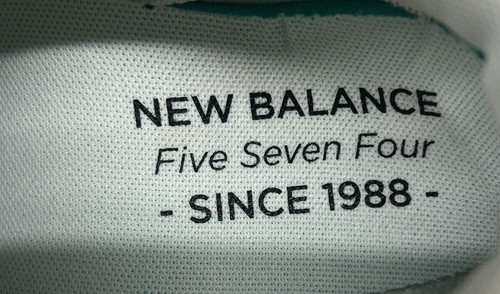 NEW BALANCE
Five Seven Four
- SINCE 1988 -